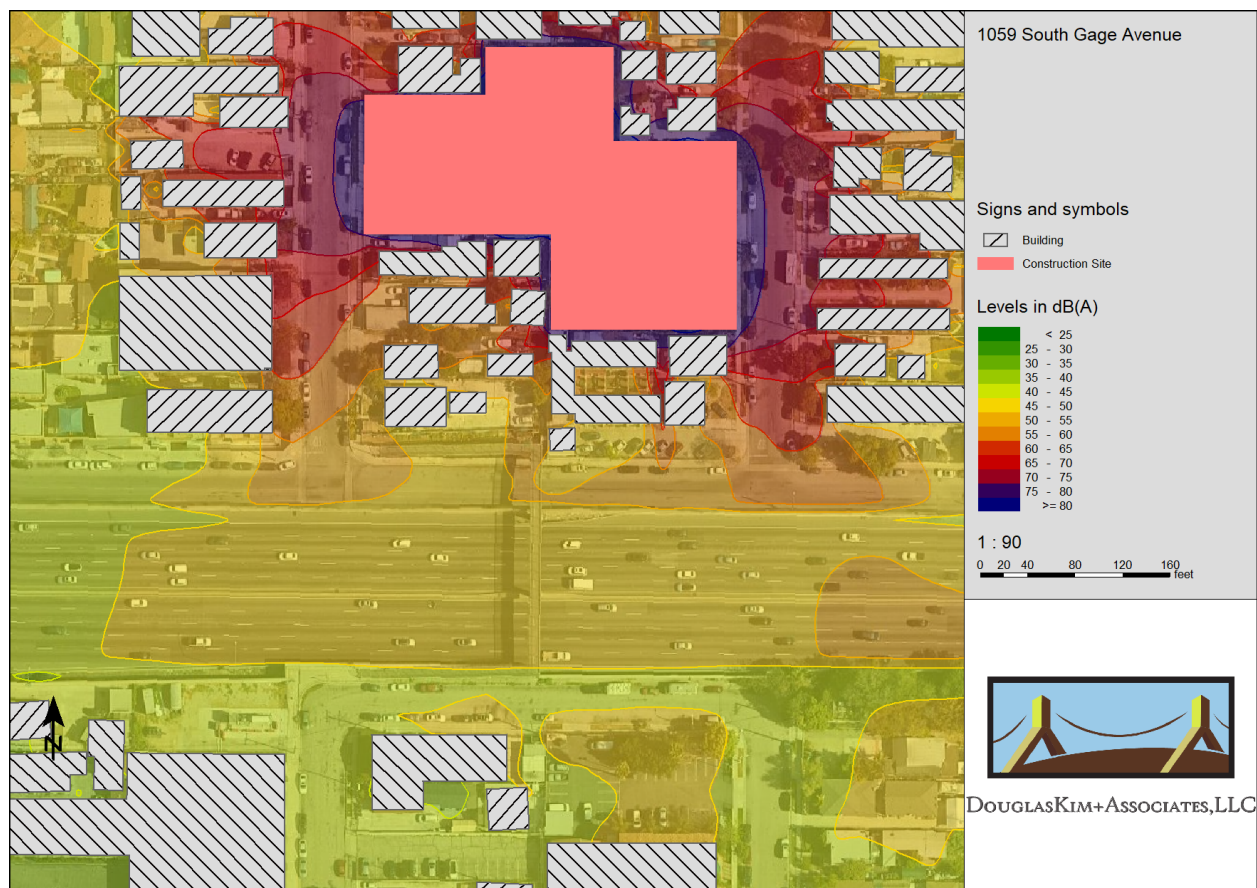 1059 South Gage Avenue
Signs and symbols
Building
Construction Site
Levels in dB(A)
< 25
25 - 30
30 - 35
35 - 40
40 - 45
45 - 50
50 - 55
55 - 60
60 - 65
65 - 70
70 - 75
75 - 80
>= 80
1 : 90
0 20 40 80 120 160
feet
N
DOUGLASKIM+ASSOCIATES,LLC